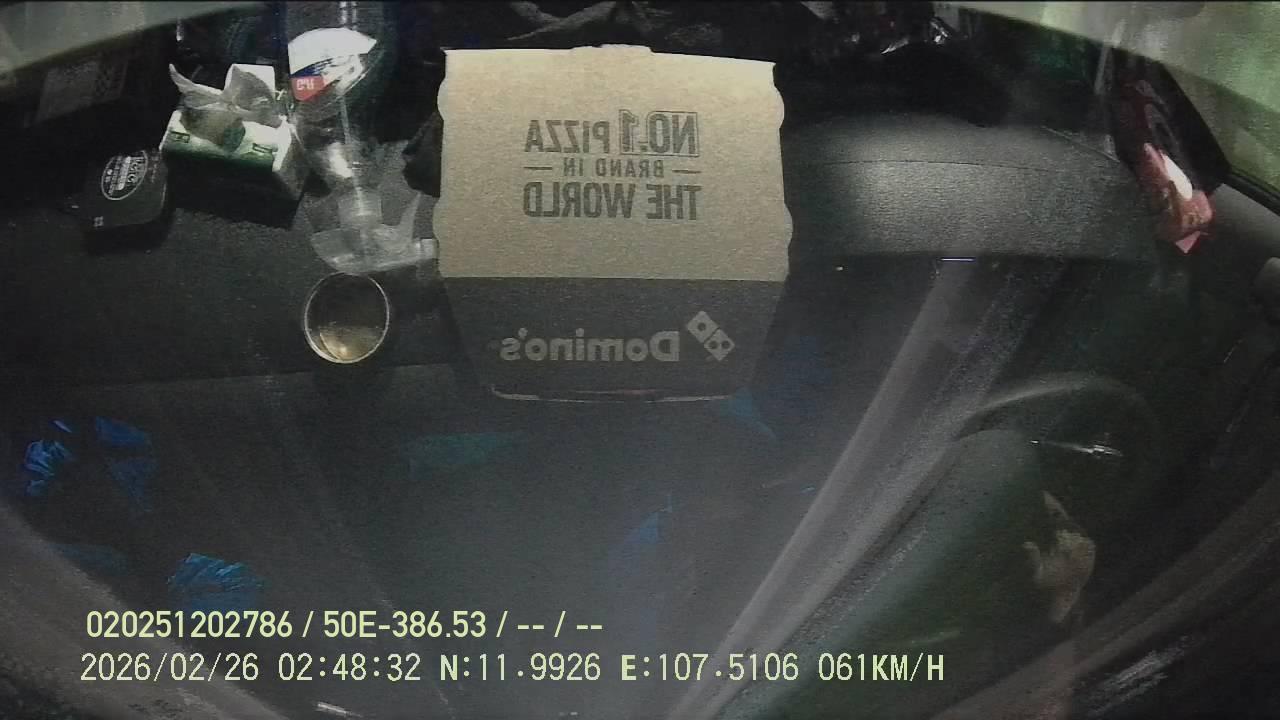 NO.1 PIZZA
BRAND IN
THE WORLD
Domino's
020251202786 / 50E-386.53 / -- / --
2026/02/26 02:48:32 N:11.9926 E:107.5106 061KM/H